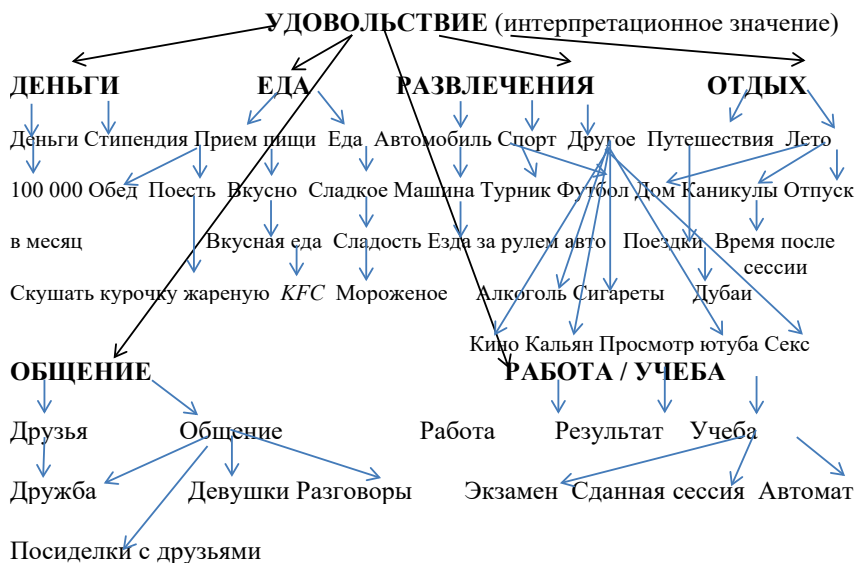 УДОВОЛЬСТВИЕ (интерпретационное значение)
ДЕНЬГИ ЕДА РАЗВЛЕЧЕНИЯ ОТДЫХ
Деньги Стипендия Прием пищи Еда Автомобиль Спорт Другое Путешествия Лето
100 000 Обед Поесть Вкусно Сладкое Машина Турник Футбол Дом Каникулы Отпуск
в месяц Вкусная еда Сладость Езда за рулем авто Поездки Время после
сессии
Скушать курочку жареную KFC Мороженое Алкоголь Сигареты Дубаи
Кино Кальян Просмотр ютуба Секс
ОБЩЕНИЕ РАБОТА / УЧЕБА
Друзья Общение Работа Результат Учеба
Дружба Девушки Разговоры Экзамен Сданная сессия Автомат
Посиделки с друзьями